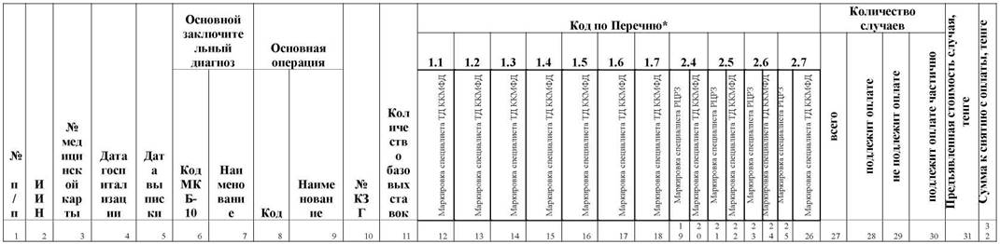 Основной заключительный диагноз
Основная операция
Код по Перечню*
Количество случаев
1.1 1.2 1.3 1.4 1.5 1.6 1.7 2.4 2.5 2.6 2.7
№ п/п
ИИН
№ медицинской карты
Дата госпитализации
Дата выписки
Код МКБ-10
Наименование
Код
Наименование
№ КЗГ
Количество базовых ставок
Маркировка специалиста ТД ККМФД
Маркировка специалиста ТД ККМФД
Маркировка специалиста ТД ККМФД
Маркировка специалиста ТД ККМФД
Маркировка специалиста ТД ККМФД
Маркировка специалиста ТД ККМФД
Маркировка специалиста ТД ККМФД
Маркировка специалиста РЦРЗ
Маркировка специалиста ТД ККМФД
Маркировка специалиста РЦРЗ
Маркировка специалиста ТД ККМФД
Маркировка специалиста РЦРЗ
Маркировка специалиста ТД ККМФД
Маркировка специалиста РЦРЗ
Маркировка специалиста ТД ККМФД
всего
подлежит оплате
не подлежит оплате
подлежит оплате частично
Предъявленная стоимость случая, тенге
Сумма к снятию с оплаты, тенге
1 2 3 4 5 6 7 8 9 10 11 12 13 14 15 16 17 18 19 20 21 22 23 24 25 26 27 28 29 30 31 32